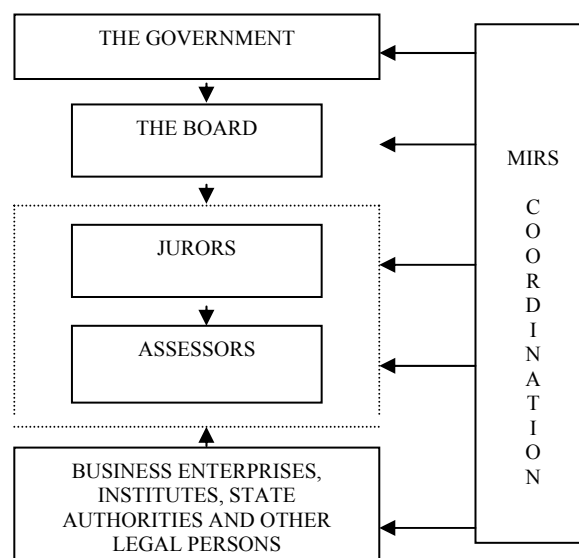 THE GOVERNMENT
THE BOARD
JURORS
ASSESSORS
BUSINESS ENTERPRISES,
INSTITUTES, STATE
AUTHORITIES AND OTHER
LEGAL PERSONS
MIRS
C
O
O
R
D
I
N
A
T
I
O
N